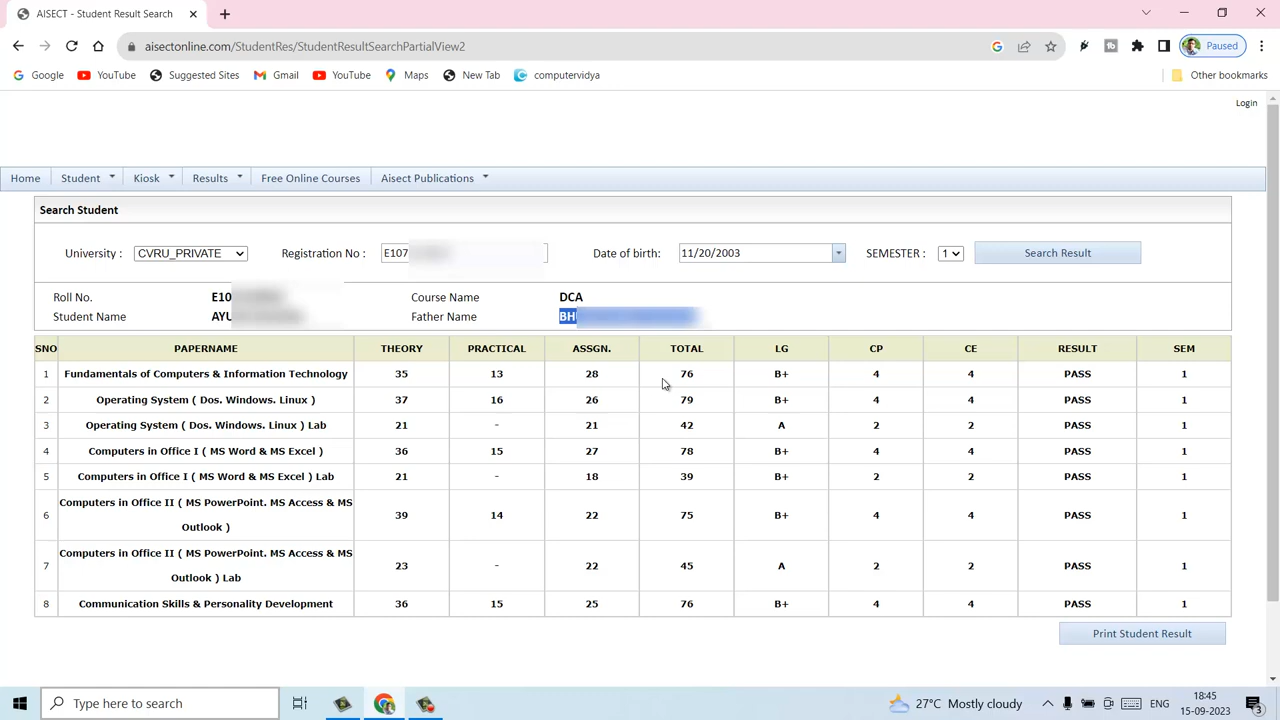 AISECT - Student Result Search
aisectonline.com/StudentRes/StudentResultSearchPartialView2
Paused
Google YouTube Suggested Sites Gmail YouTube Maps New Tab computervidya Other bookmarks
Login
Home Student Kiosk Results Free Online Courses Aisect Publications
Search Student
University : CVRU_PRIVATE Registration No : E107 Date of birth: 11/20/2003 SEMESTER : 1 Search Result
Roll No. E10 Course Name DCA
Student Name AYU Father Name BH
SNO PAPERNAME THEORY PRACTICAL ASSGN. TOTAL LG CP CE RESULT SEM
1 Fundamentals of Computers & Information Technology 35 13 28 76 B+ 4 4 PASS 1
2 Operating System ( Dos. Windows. Linux ) 37 16 26 79 B+ 4 4 PASS 1
3 Operating System ( Dos. Windows. Linux ) Lab 21 - 21 42 A 2 2 PASS 1
4 Computers in Office I ( MS Word & MS Excel ) 36 15 27 78 B+ 4 4 PASS 1
5 Computers in Office I ( MS Word & MS Excel ) Lab 21 - 18 39 B+ 2 2 PASS 1
Computers in Office II ( MS PowerPoint. MS Access & MS
6 Outlook ) 39 14 22 75 B+ 4 4 PASS 1
Computers in Office II ( MS PowerPoint. MS Access & MS
7 Outlook ) Lab 23 - 22 45 A 2 2 PASS 1
8 Communication Skills & Personality Development 36 15 25 76 B+ 4 4 PASS 1
Print Student Result
Type here to search 27°C Mostly cloudy ENG 18:45
15-09-2023 3